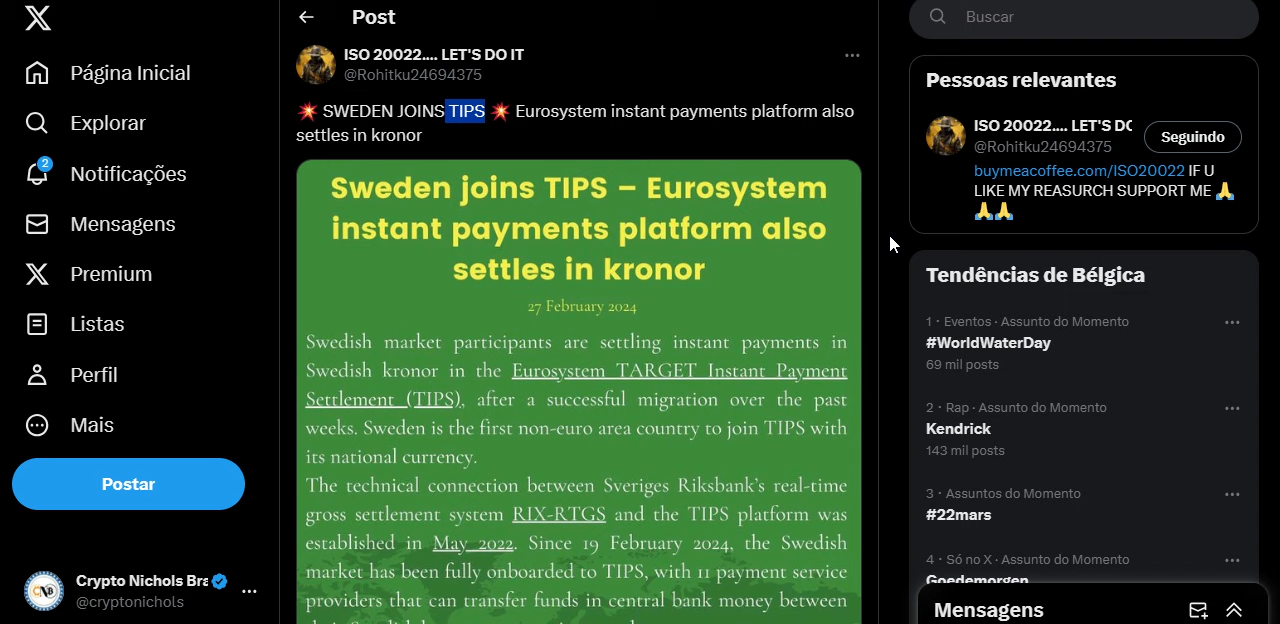 Página Inicial
Explorar
2
Notificações
Mensagens
Premium
Listas
Perfil
Mais
Postar
Crypto Nichols Bra
@cryptonichols
Post
ISO 20022.... LET'S DO IT
@Rohitku24694375
💥 SWEDEN JOINS TIPS 💥 Eurosystem instant payments platform also
settles in kronor
Sweden joins TIPS – Eurosystem
instant payments platform also
settles in kronor
27 February 2024
Swedish market participants are settling instant payments in
Swedish kronor in the Eurosystem TARGET Instant Payment
Settlement (TIPS), after a successful migration over the past
weeks. Sweden is the first non-euro area country to join TIPS with
its national currency.
The technical connection between Sveriges Riksbank's real-time
gross settlement system RIX-RTGS and the TIPS platform was
established in May 2022. Since 19 February 2024, the Swedish
market has been fully onboarded to TIPS, with 11 payment service
providers that can transfer funds in central bank money between
Buscar
Pessoas relevantes
ISO 20022.... LET'S DO
@Rohitku24694375
Seguindo
buymeacoffee.com/ISO20022 IF U
LIKE MY REASURCH SUPPORT ME 🙏
🙏🙏
Tendências de Bélgica
1 · Eventos · Assunto do Momento
#WorldWaterDay
69 mil posts
2 · Rap · Assunto do Momento
Kendrick
143 mil posts
3 · Assuntos do Momento
#22mars
4 · Só no X · Assunto do Momento
Goedemorgen
Mensagens